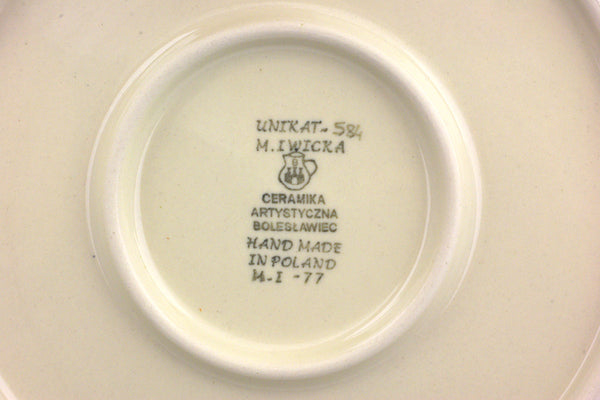 UNIKAT-584
M.IWICKA
CERAMIKA
ARTYSTYCZNA
BOLESŁAWIEC
HAND MADE
IN POLAND
M.I -77